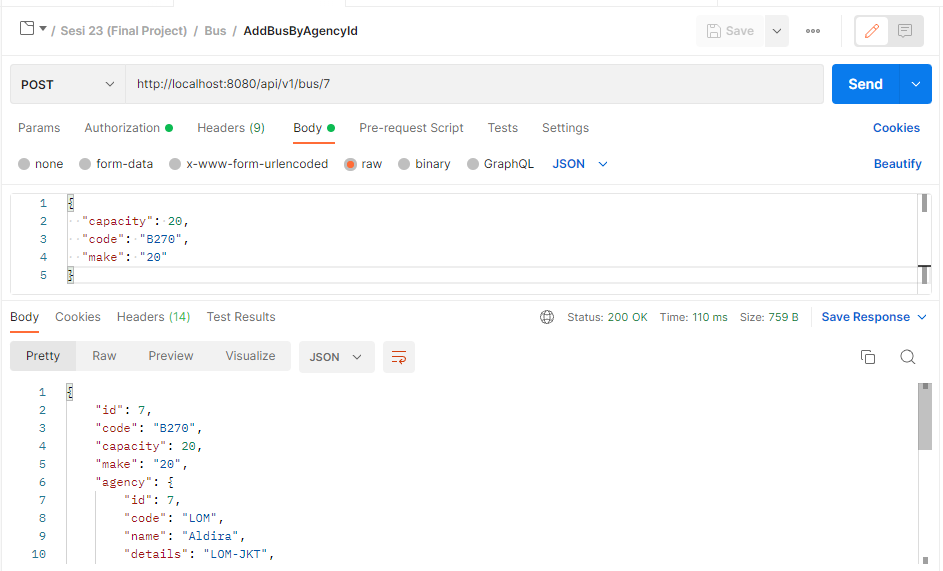 / Sesi 23 (Final Project) / Bus / AddBusByAgencyId
Save
POST http://localhost:8080/api/v1/bus/7 Send
Params Authorization Headers (9) Body Pre-request Script Tests Settings Cookies
none form-data x-www-form-urlencoded raw binary GraphQL JSON Beautify
1 {
2 "capacity": 20,
3 "code": "B270",
4 "make": "20"
5 }
Body Cookies Headers (14) Test Results Status: 200 OK Time: 110 ms Size: 759 B Save Response
Pretty Raw Preview Visualize JSON
1 {
2 "id": 7,
3 "code": "B270",
4 "capacity": 20,
5 "make": "20",
6 "agency": {
7 "id": 7,
8 "code": "LOM",
9 "name": "Aldira",
10 "details": "LOM-JKT",